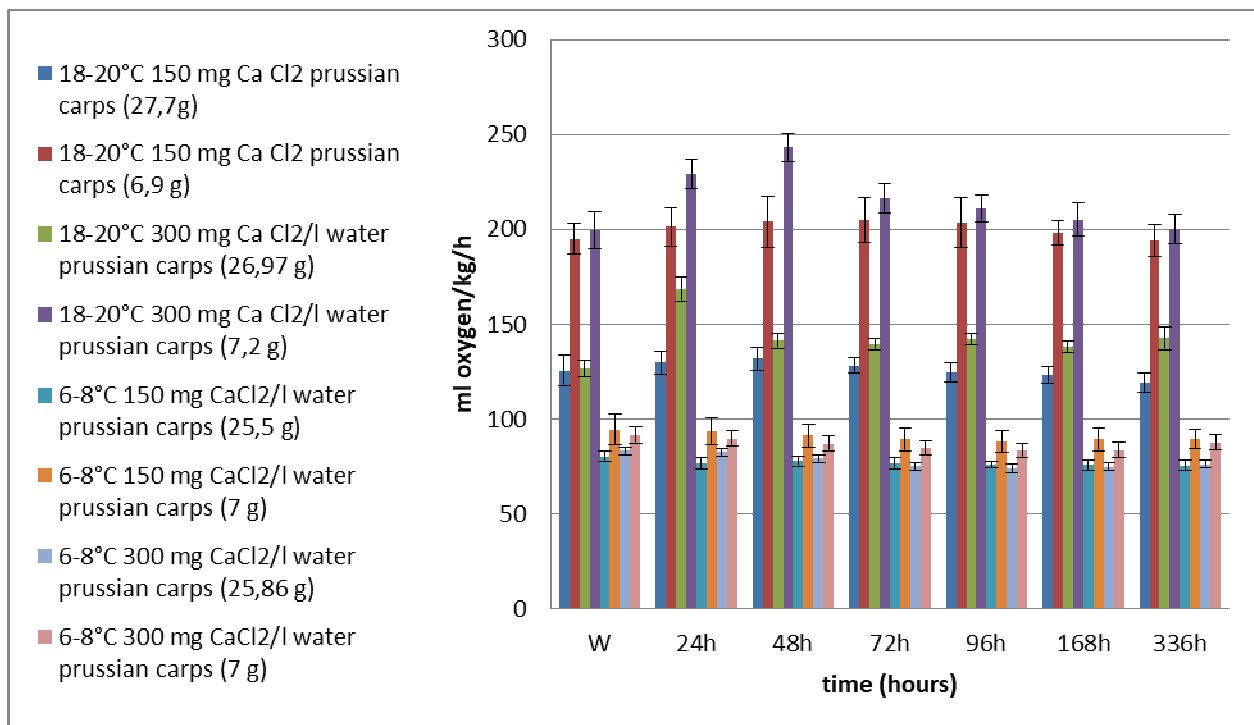 18-20°C 150 mg Ca Cl2 prussian
carps (27,7g)
18-20°C 150 mg Ca Cl2 prussian
carps (6,9 g)
18-20°C 300 mg Ca Cl2/l water
prussian carps (26,97 g)
18-20°C 300 mg Ca Cl2/l water
prussian carps (7,2 g)
6-8°C 150 mg CaCl2/l water
prussian carps (25,5 g)
6-8°C 150 mg CaCl2/l water
prussian carps (7 g)
6-8°C 300 mg CaCl2/l water
prussian carps (25,86 g)
6-8°C 300 mg CaCl2/l water
prussian carps (7 g)
ml oxygen/kg/h
300
250
200
150
100
50
0
W 24h 48h 72h 96h 168h 336h
time (hours)